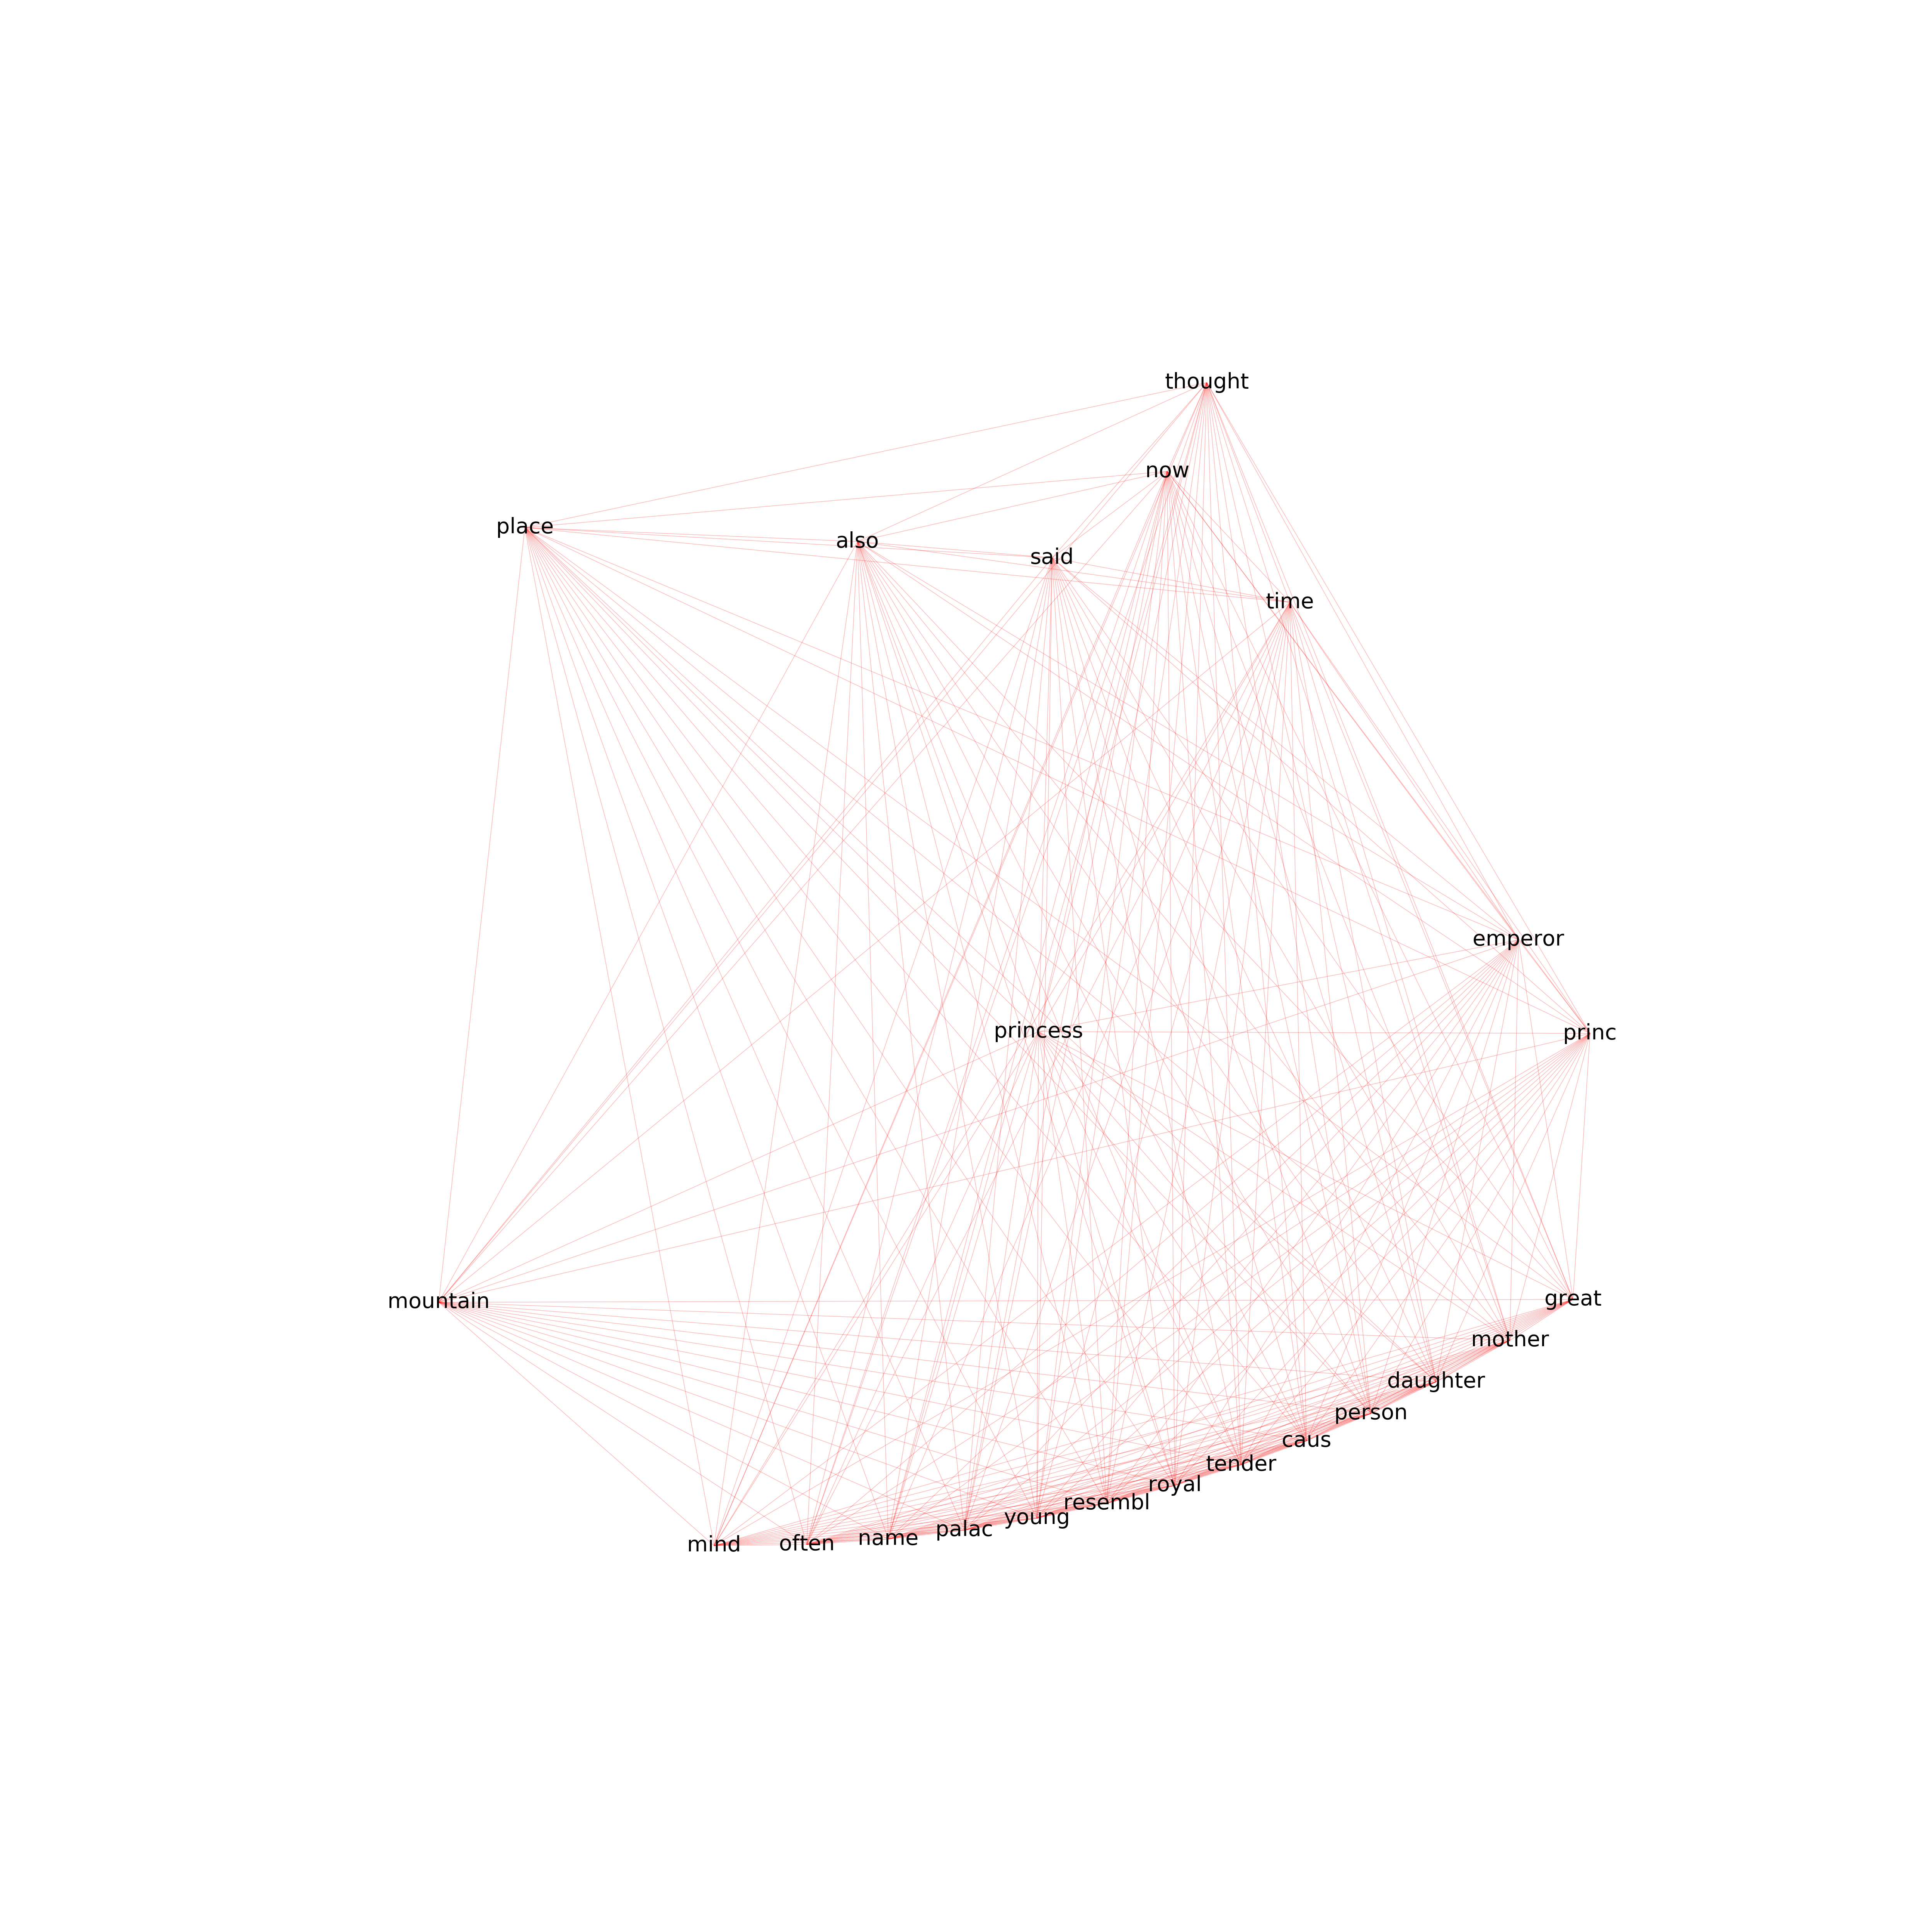 thought
now
place
also
said
time
emperor
princess
princ
mountain
great
mother
daughter
person
caus
tender
royal
resembl
young
palac
name
often
mind